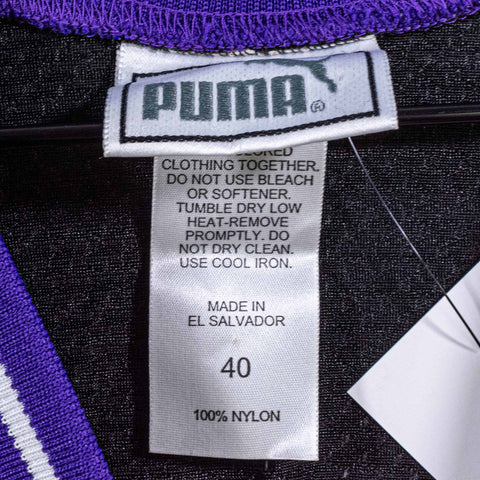 PUMA®
CLOTHING TOGETHER.
DO NOT USE BLEACH
OR SOFTENER.
TUMBLE DRY LOW
HEAT-REMOVE
PROMPTLY. DO
NOT DRY CLEAN.
USE COOL IRON.
MADE IN
EL SALVADOR
40
100% NYLON